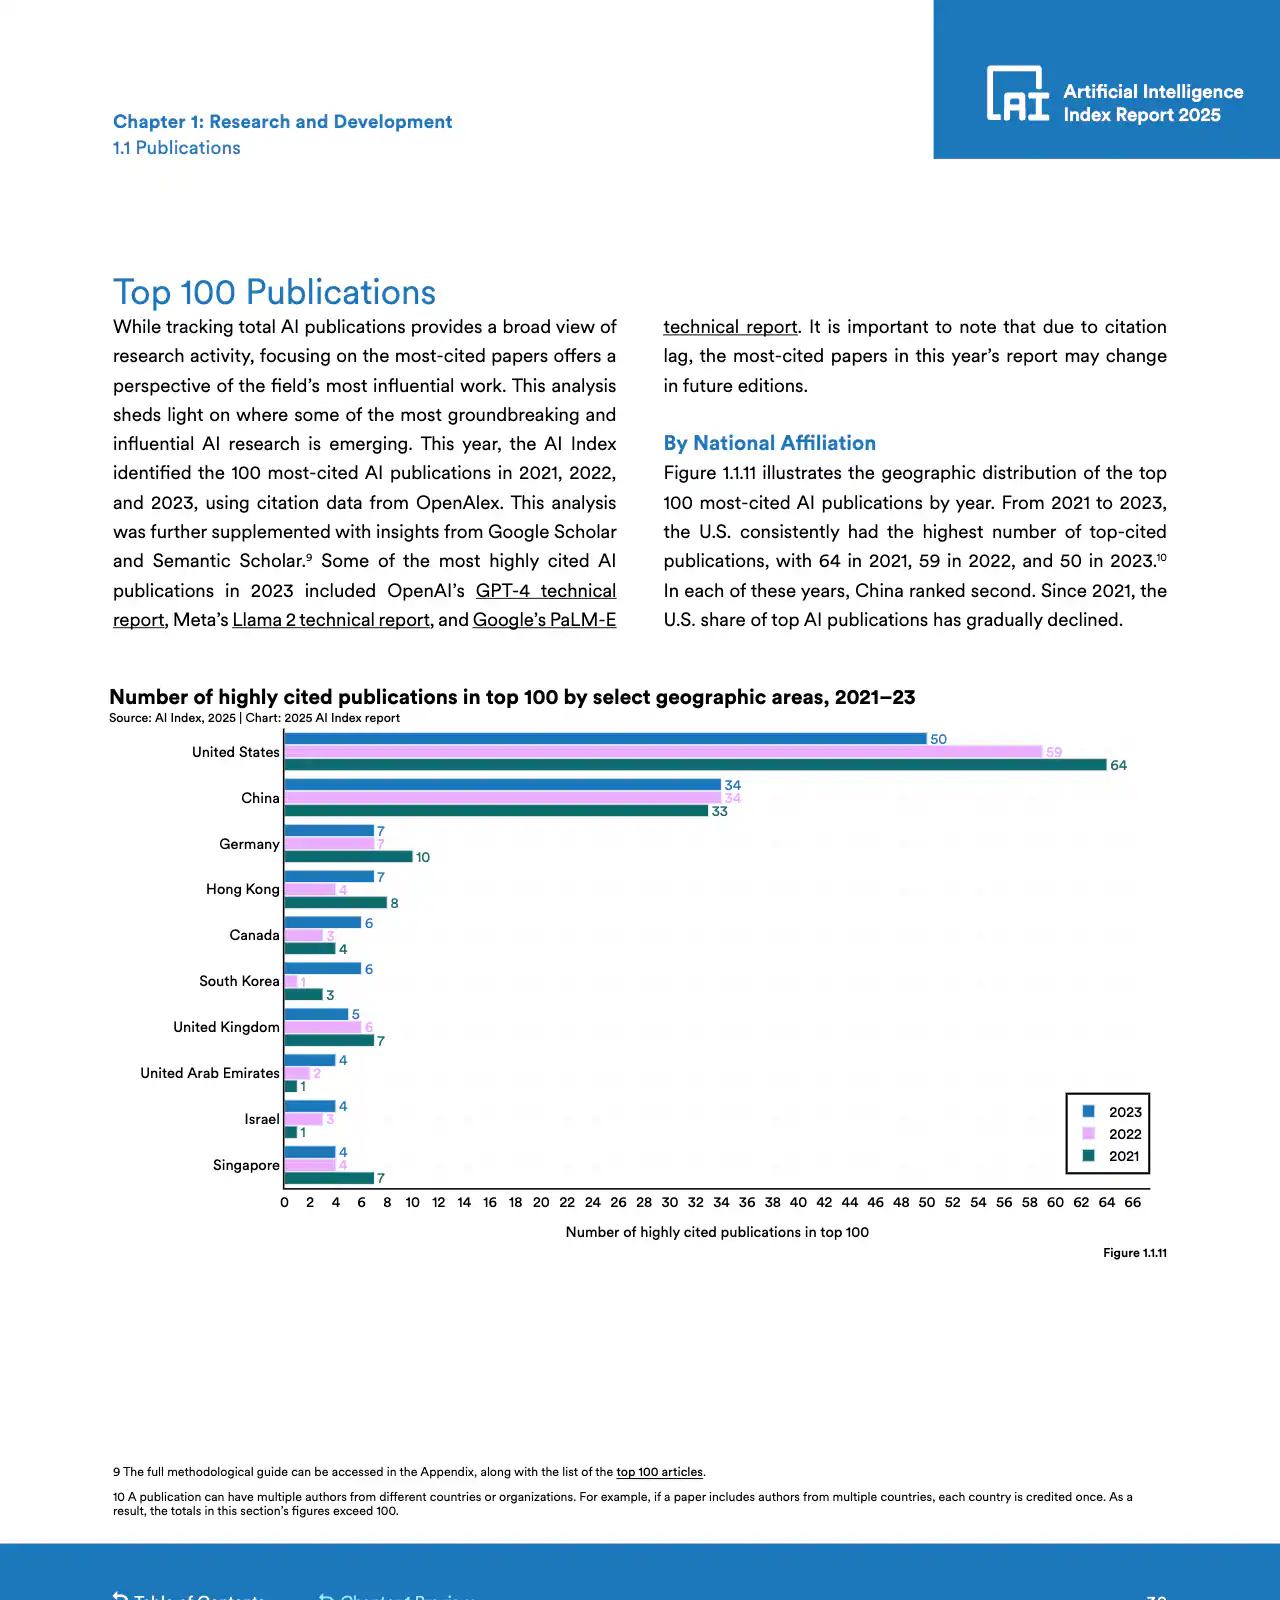 Artificial Intelligence
Index Report 2025
Chapter 1: Research and Development
1.1 Publications
Top 100 Publications
While tracking total AI publications provides a broad view of
research activity, focusing on the most-cited papers offers a
perspective of the field's most influential work. This analysis
sheds light on where some of the most groundbreaking and
influential AI research is emerging. This year, the AI Index
identified the 100 most-cited AI publications in 2021, 2022,
and 2023, using citation data from OpenAlex. This analysis
was further supplemented with insights from Google Scholar
and Semantic Scholar.⁹ Some of the most highly cited AI
publications in 2023 included OpenAI's GPT-4 technical
report, Meta's Llama 2 technical report, and Google's PaLM-E
technical report. It is important to note that due to citation
lag, the most-cited papers in this year's report may change
in future editions.
By National Affiliation
Figure 1.1.11 illustrates the geographic distribution of the top
100 most-cited AI publications by year. From 2021 to 2023,
the U.S. consistently had the highest number of top-cited
publications, with 64 in 2021, 59 in 2022, and 50 in 2023.¹⁰
In each of these years, China ranked second. Since 2021, the
U.S. share of top AI publications has gradually declined.
Number of highly cited publications in top 100 by select geographic areas, 2021–23
Source: AI Index, 2025 | Chart: 2025 AI Index report
United States
50
59
64
China
34
34
33
Germany
7
7
10
Hong Kong
7
4
8
Canada
6
3
4
South Korea
6
1
3
United Kingdom
5
6
7
United Arab Emirates
4
2
1
Israel
4
3
1
Singapore
4
4
7
2023
2022
2021
0 2 4 6 8 10 12 14 16 18 20 22 24 26 28 30 32 34 36 38 40 42 44 46 48 50 52 54 56 58 60 62 64 66
Number of highly cited publications in top 100
Figure 1.1.11
9 The full methodological guide can be accessed in the Appendix, along with the list of the top 100 articles.
10 A publication can have multiple authors from different countries or organizations. For example, if a paper includes authors from multiple countries, each country is credited once. As a
result, the totals in this section's figures exceed 100.
Table of Contents